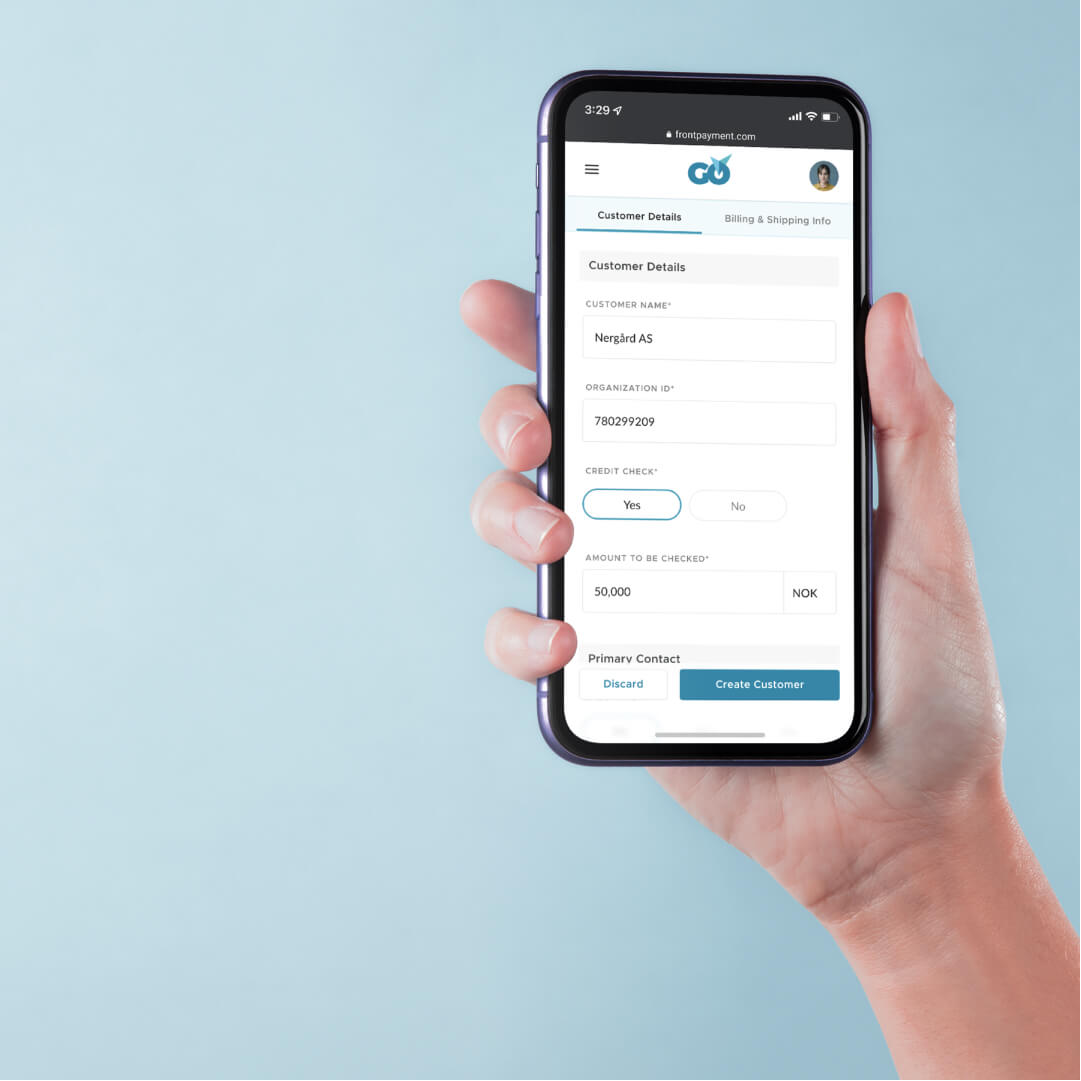 3:29
frontpayment.com
GO
Customer Details
Billing & Shipping Info
Customer Details
CUSTOMER NAME*
Nergård AS
ORGANIZATION ID*
780299209
CREDIT CHECK*
Yes
No
AMOUNT TO BE CHECKED*
50,000
NOK
Primary Contact
Discard
Create Customer